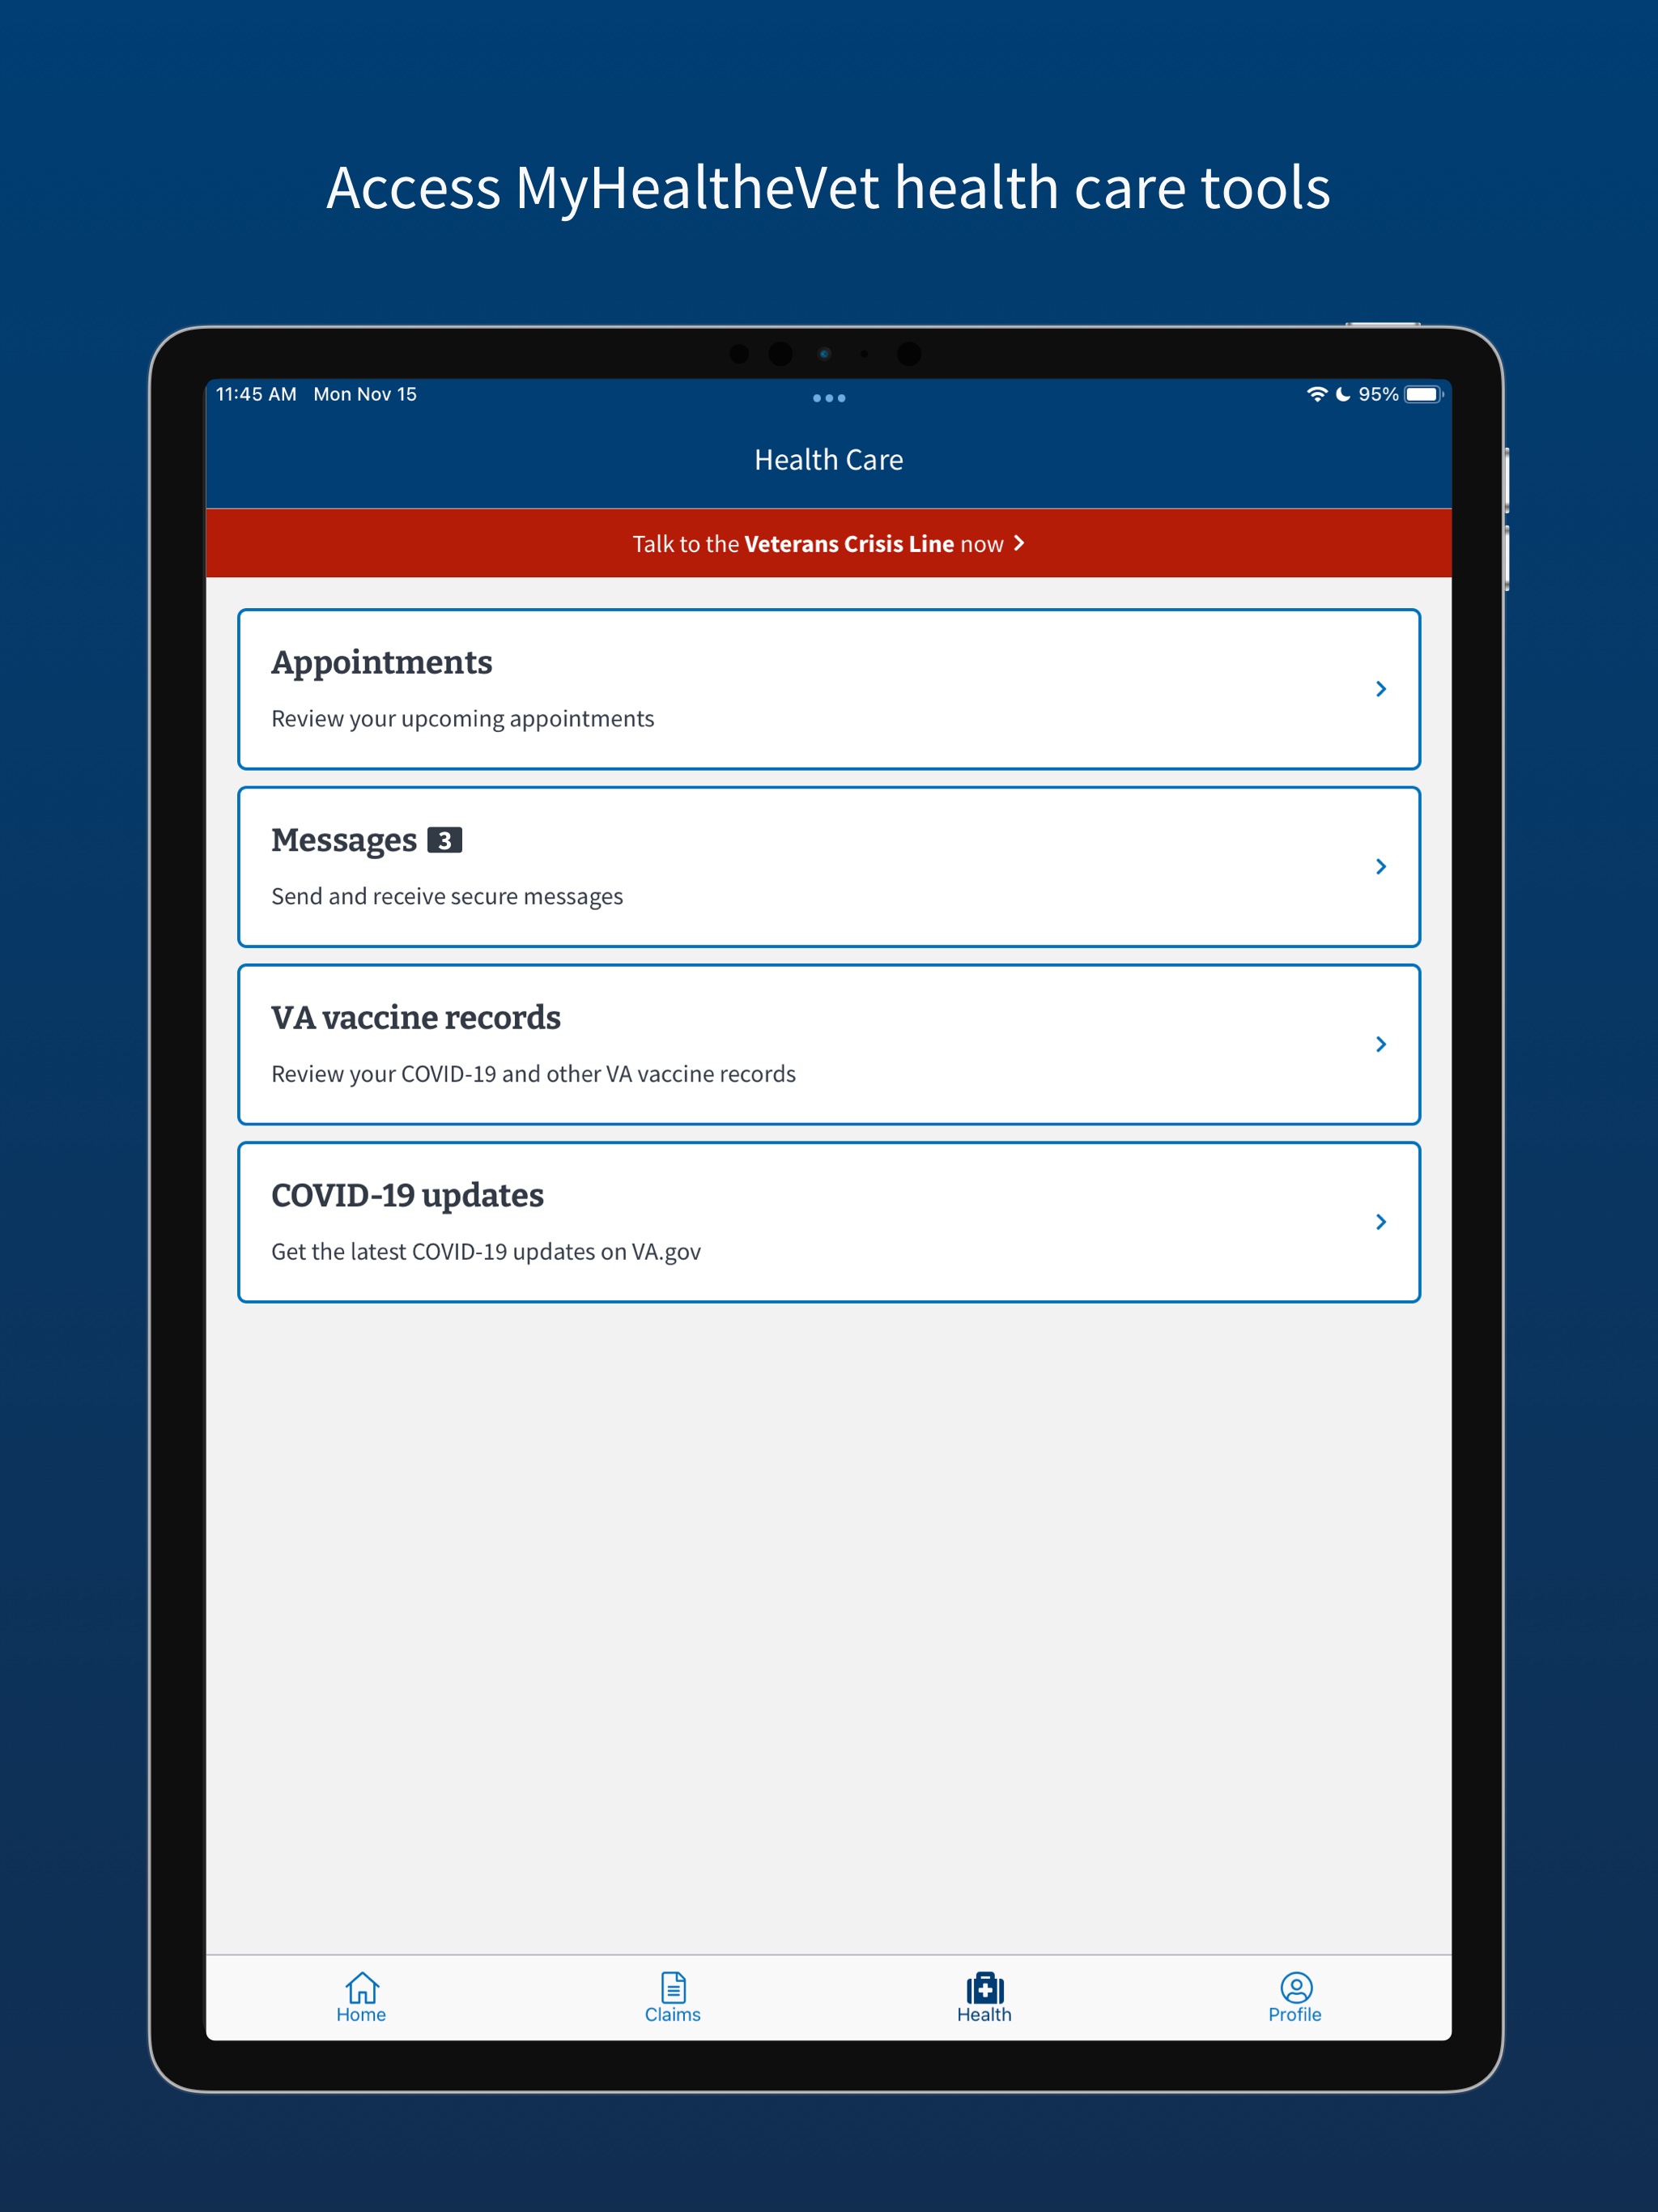 Access MyHealtheVet health care tools
11:45 AM Mon Nov 15
95%
Health Care
Talk to the Veterans Crisis Line now
Appointments
Review your upcoming appointments
Messages 3
Send and receive secure messages
VA vaccine records
Review your COVID-19 and other VA vaccine records
COVID-19 updates
Get the latest COVID-19 updates on VA.gov
Home
Claims
Health
Profile